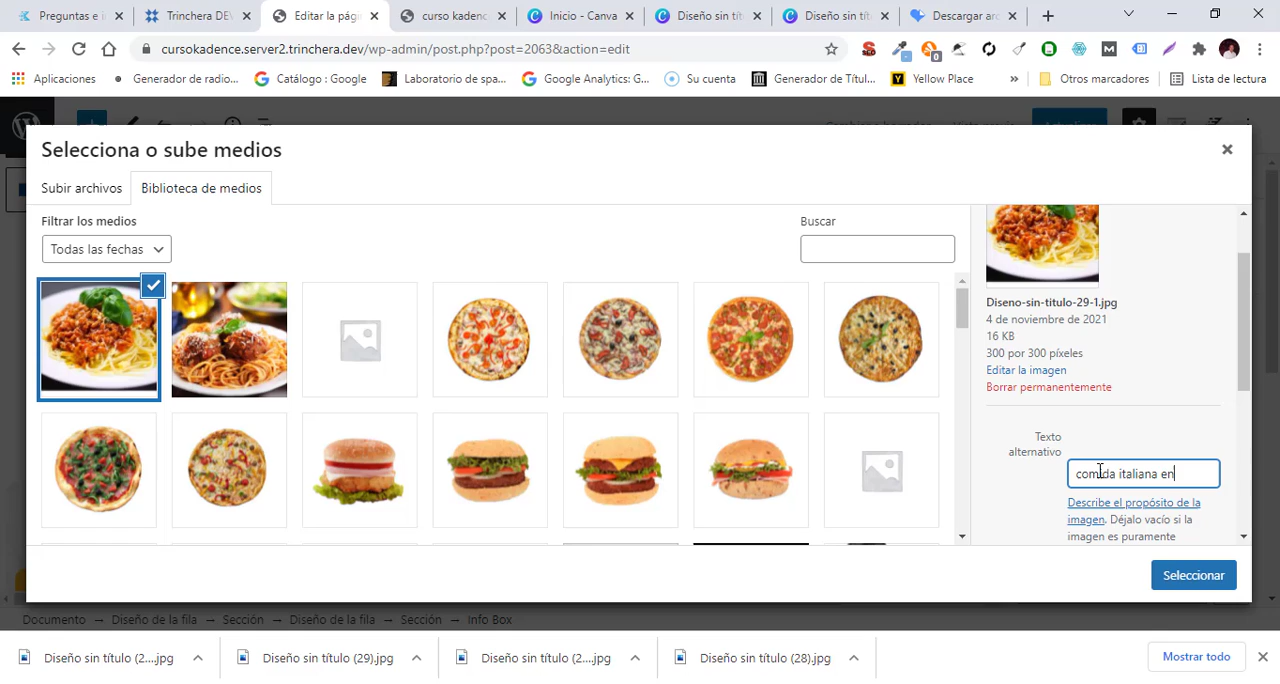 Preguntas e i
Trinchera DE
Editar la pág
curso kadenc
Inicio - Canva
Diseño sin tí
Diseño sin tí
Descargar arc
cursokadence.server2.trinchera.dev/wp-admin/post.php?post=2063&action=edit
Aplicaciones
Generador de radio...
Catálogo : Google
Laboratorio de spa...
Google Analytics: G...
Su cuenta
Generador de Títul...
Yellow Place
»
Otros marcadores
Lista de lectura
Selecciona o sube medios
Subir archivos
Biblioteca de medios
Filtrar los medios
Todas las fechas
Buscar
Diseno-sin-titulo-29-1.jpg
4 de noviembre de 2021
16 KB
300 por 300 píxeles
Editar la imagen
Borrar permanentemente
Texto
alternativo
comida italiana en
Describe el propósito de la
imagen. Déjalo vacío si la
imagen es puramente
Seleccionar
Documento → Diseño de la fila → Sección → Diseño de la fila → Sección → Info Box
Diseño sin título (2....jpg
Diseño sin título (29).jpg
Diseño sin título (2....jpg
Diseño sin título (28).jpg
Mostrar todo